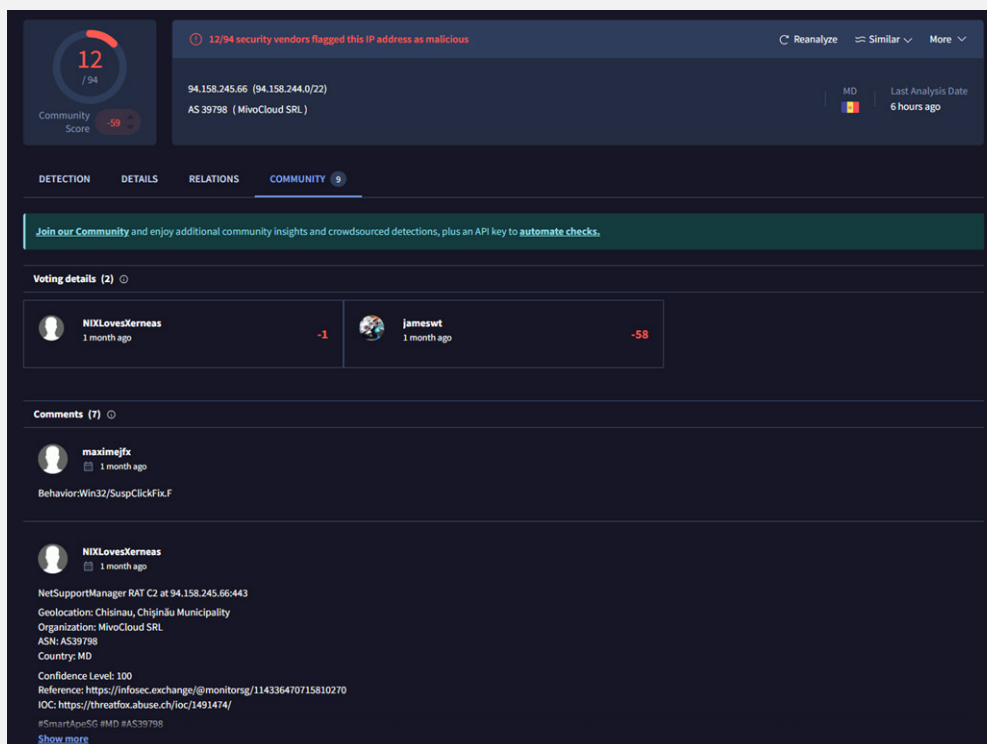 12
/ 94
Community
Score
-59
12/94 security vendors flagged this IP address as malicious
Reanalyze
Similar
More
94.158.245.66 (94.158.244.0/22)
AS 39798 ( MivoCloud SRL )
MD
Last Analysis Date
6 hours ago
DETECTION
DETAILS
RELATIONS
COMMUNITY 9
Join our Community and enjoy additional community insights and crowdsourced detections, plus an API key to automate checks.
Voting details (2)
NIXLovesXerneas
1 month ago
-1
jameswt
1 month ago
-58
Comments (7)
maximejfx
1 month ago
Behavior:Win32/SuspClickFix.F
NIXLovesXerneas
1 month ago
NetSupportManager RAT C2 at 94.158.245.66:443
Geolocation: Chisinau, Chișinău Municipality
Organization: MivoCloud SRL
ASN: AS39798
Country: MD
Confidence Level: 100
Reference: https://infosec.exchange/@monitorsg/114336470715810270
IOC: https://threatfox.abuse.ch/ioc/1491474/
#SmartApeSG #MD #AS39798
Show more